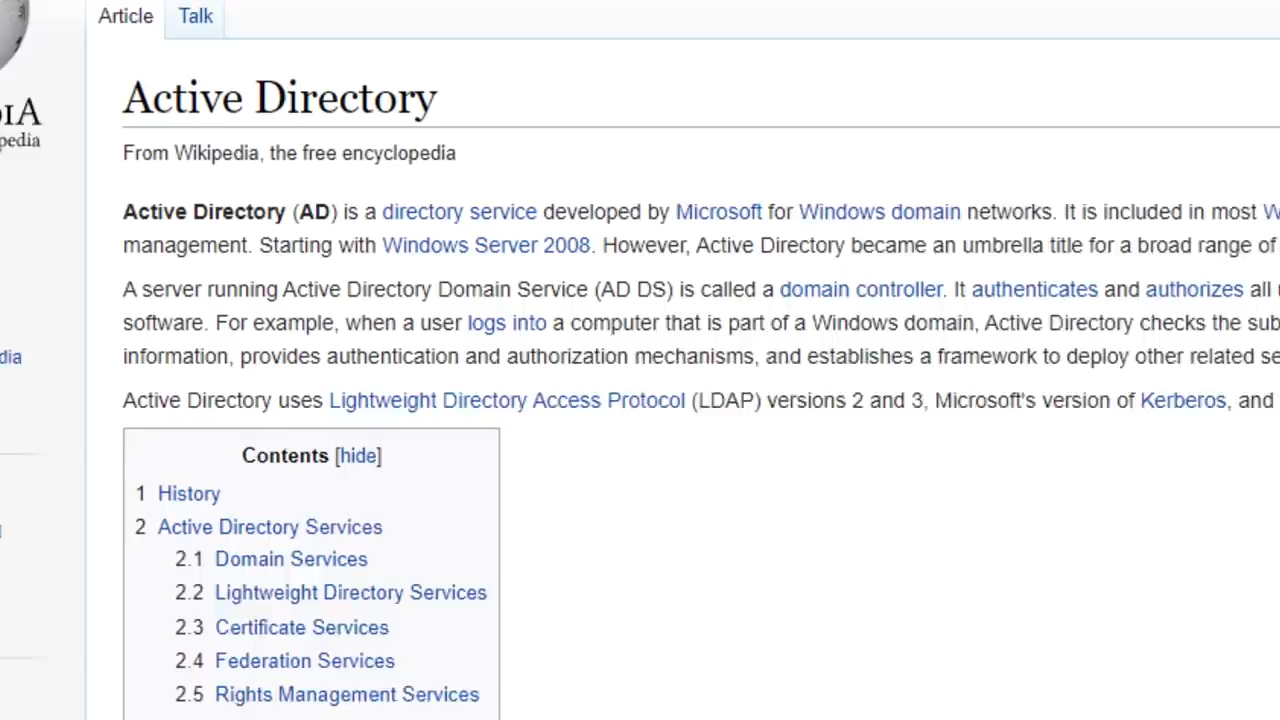 Article Talk
Active Directory
From Wikipedia, the free encyclopedia
Active Directory (AD) is a directory service developed by Microsoft for Windows domain networks. It is included in most W
management. Starting with Windows Server 2008. However, Active Directory became an umbrella title for a broad range of
A server running Active Directory Domain Service (AD DS) is called a domain controller. It authenticates and authorizes all
software. For example, when a user logs into a computer that is part of a Windows domain, Active Directory checks the sub
information, provides authentication and authorization mechanisms, and establishes a framework to deploy other related se
Active Directory uses Lightweight Directory Access Protocol (LDAP) versions 2 and 3, Microsoft's version of Kerberos, and
Contents [hide]
1 History
2 Active Directory Services
2.1 Domain Services
2.2 Lightweight Directory Services
2.3 Certificate Services
2.4 Federation Services
2.5 Rights Management Services